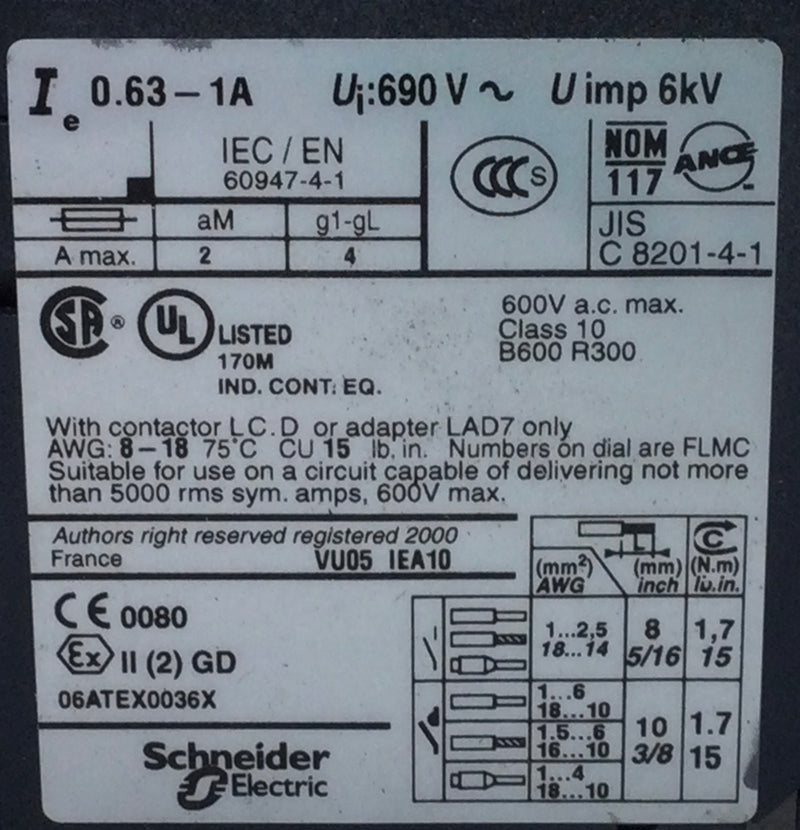 Ie 0.63–1A Ui:690 V ~ U imp 6kV
IEC / EN
60947-4-1
aM g1-gL
A max. 2 4
CCC S
NOM
117
ANCE
JIS
C 8201-4-1
SA ® UL LISTED
170M
IND. CONT. EQ.
600V a.c. max.
Class 10
B600 R300
With contactor LC.D or adapter LAD7 only
AWG: 8–18 75°C CU 15 lb.in. Numbers on dial are FLMC
Suitable for use on a circuit capable of delivering not more
than 5000 rms sym. amps, 600V max.
Authors right reserved registered 2000
France VU05 IEA10
CE 0080
Ex II (2) GD
06ATEX0036X
Schneider
Electric
L C
(mm²) (mm) (N.m)
AWG inch lb.in.
1...2,5 8 1,7
18...14 5/16 15
1...6
18...10
1.5...6 10 1.7
16...10 3/8 15
1...4
18...10